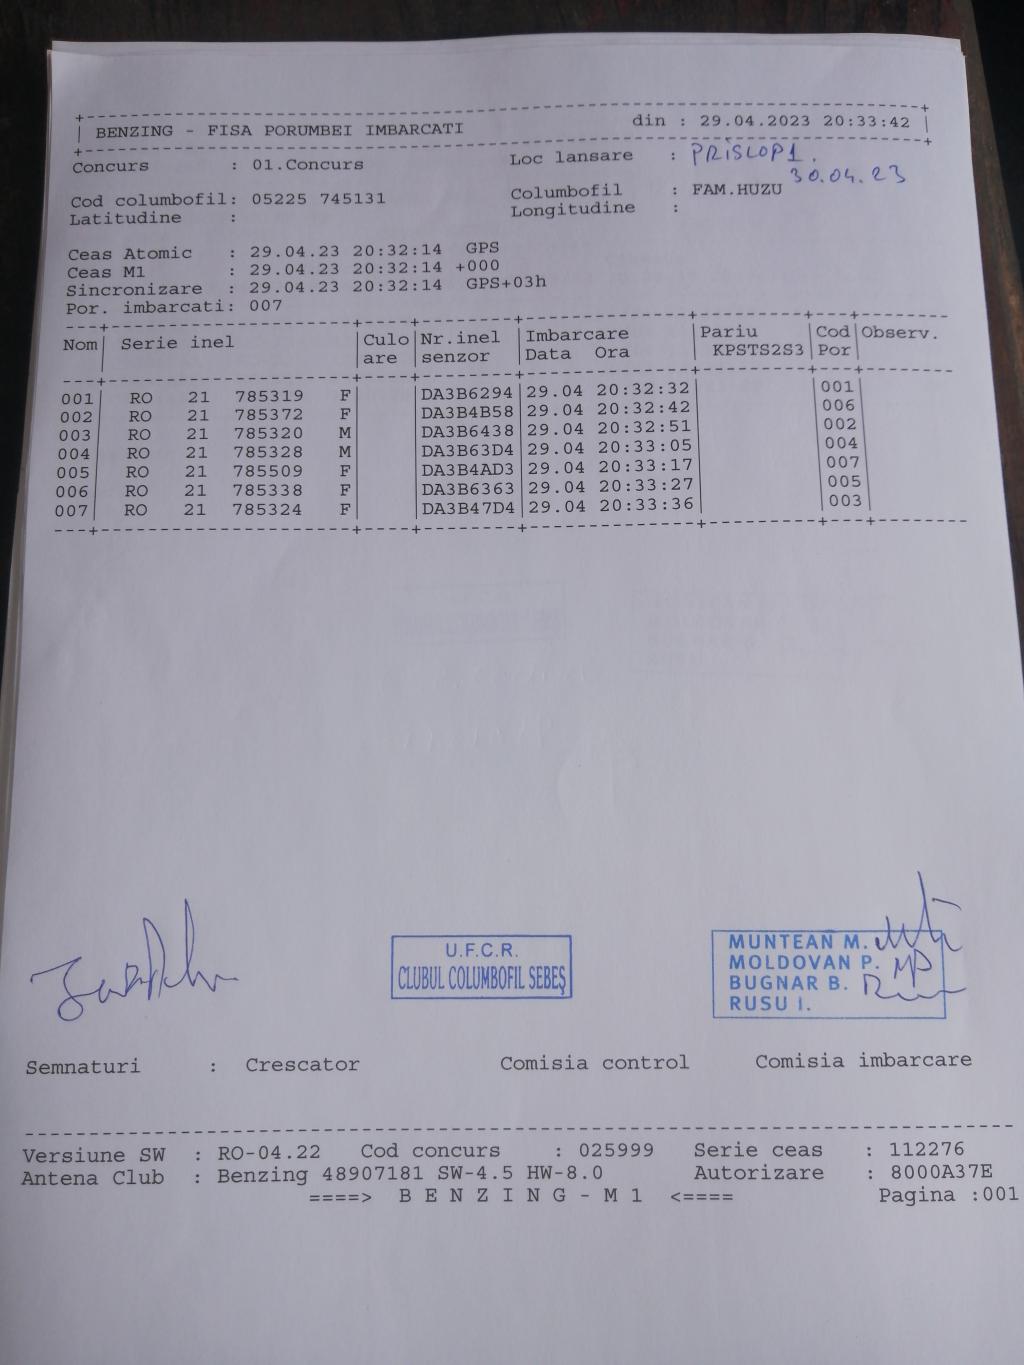 BENZING - FISA PORUMBEI IMBARCATI din : 29.04.2023 20:33:42
Concurs : 01.Concurs Loc lansare : PRISLOP1.
30.04.23
Cod columbofil: 05225 745131 Columbofil : FAM.HUZU
Latitudine : Longitudine :
Ceas Atomic : 29.04.23 20:32:14 GPS
Ceas M1 : 29.04.23 20:32:14 +000
Sincronizare : 29.04.23 20:32:14 GPS+03h
Por. imbarcati: 007
Nom Serie inel Culo Nr.inel Imbarcare Pariu Cod Observ.
are senzor Data Ora KPSTS2S3 Por
001 RO 21 785319 F DA3B6294 29.04 20:32:32 001
002 RO 21 785372 F DA3B4B58 29.04 20:32:42 006
003 RO 21 785320 M DA3B6438 29.04 20:32:51 002
004 RO 21 785328 M DA3B63D4 29.04 20:33:05 004
005 RO 21 785509 F DA3B4AD3 29.04 20:33:17 007
006 RO 21 785338 F DA3B6363 29.04 20:33:27 005
007 RO 21 785324 F DA3B47D4 29.04 20:33:36 003
U.F.C.R.
CLUBUL COLUMBOFIL SEBEȘ
MUNTEAN M.
MOLDOVAN P. MP
BUGNAR B.
RUSU I.
Semnaturi : Crescator Comisia control Comisia imbarcare
Versiune SW : RO-04.22 Cod concurs : 025999 Serie ceas : 112276
Antena Club : Benzing 48907181 SW-4.5 HW-8.0 Autorizare : 8000A37E
====> B E N Z I N G - M 1 <==== Pagina :001